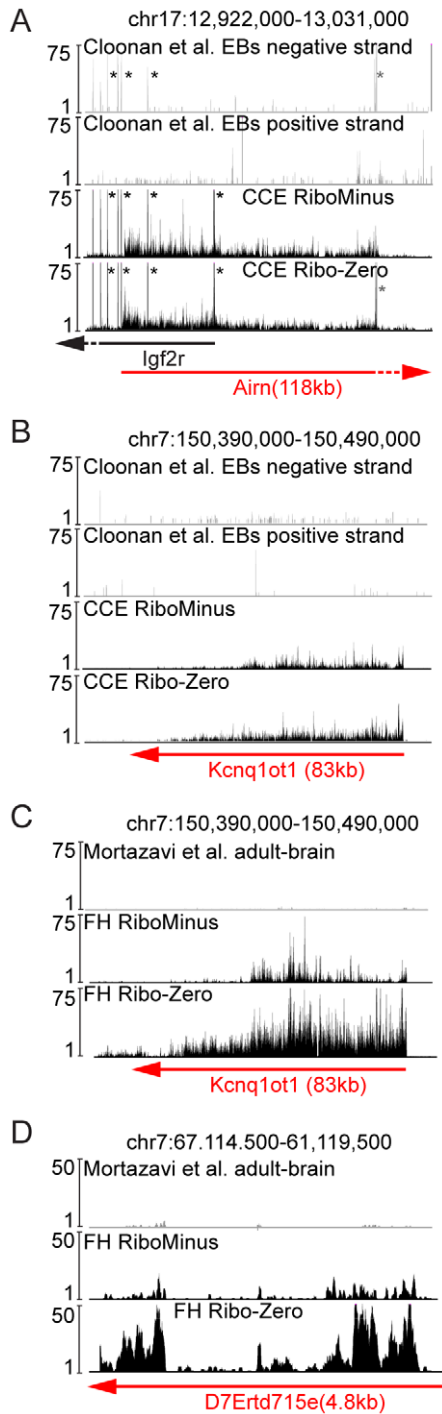 A
chr17:12,922,000-13,031,000
75
Cloonan et al. EBs negative strand
* * * *
1
75
Cloonan et al. EBs positive strand
1
75
* * * *
CCE RiboMinus
1
75
* * * *
CCE Ribo-Zero
*
1
Igf2r
Airn(118kb)
B
chr7:150,390,000-150,490,000
75
Cloonan et al. EBs negative strand
1
75
Cloonan et al. EBs positive strand
1
75
CCE RiboMinus
1
75
CCE Ribo-Zero
1
Kcnq1ot1 (83kb)
C
chr7:150,390,000-150,490,000
75
Mortazavi et al. adult-brain
1
75
FH RiboMinus
1
75
FH Ribo-Zero
1
Kcnq1ot1 (83kb)
D
chr7:67.114.500-61,119,500
50
Mortazavi et al. adult-brain
1
50
FH RiboMinus
1
50
FH Ribo-Zero
1
D7Ertd715e(4.8kb)